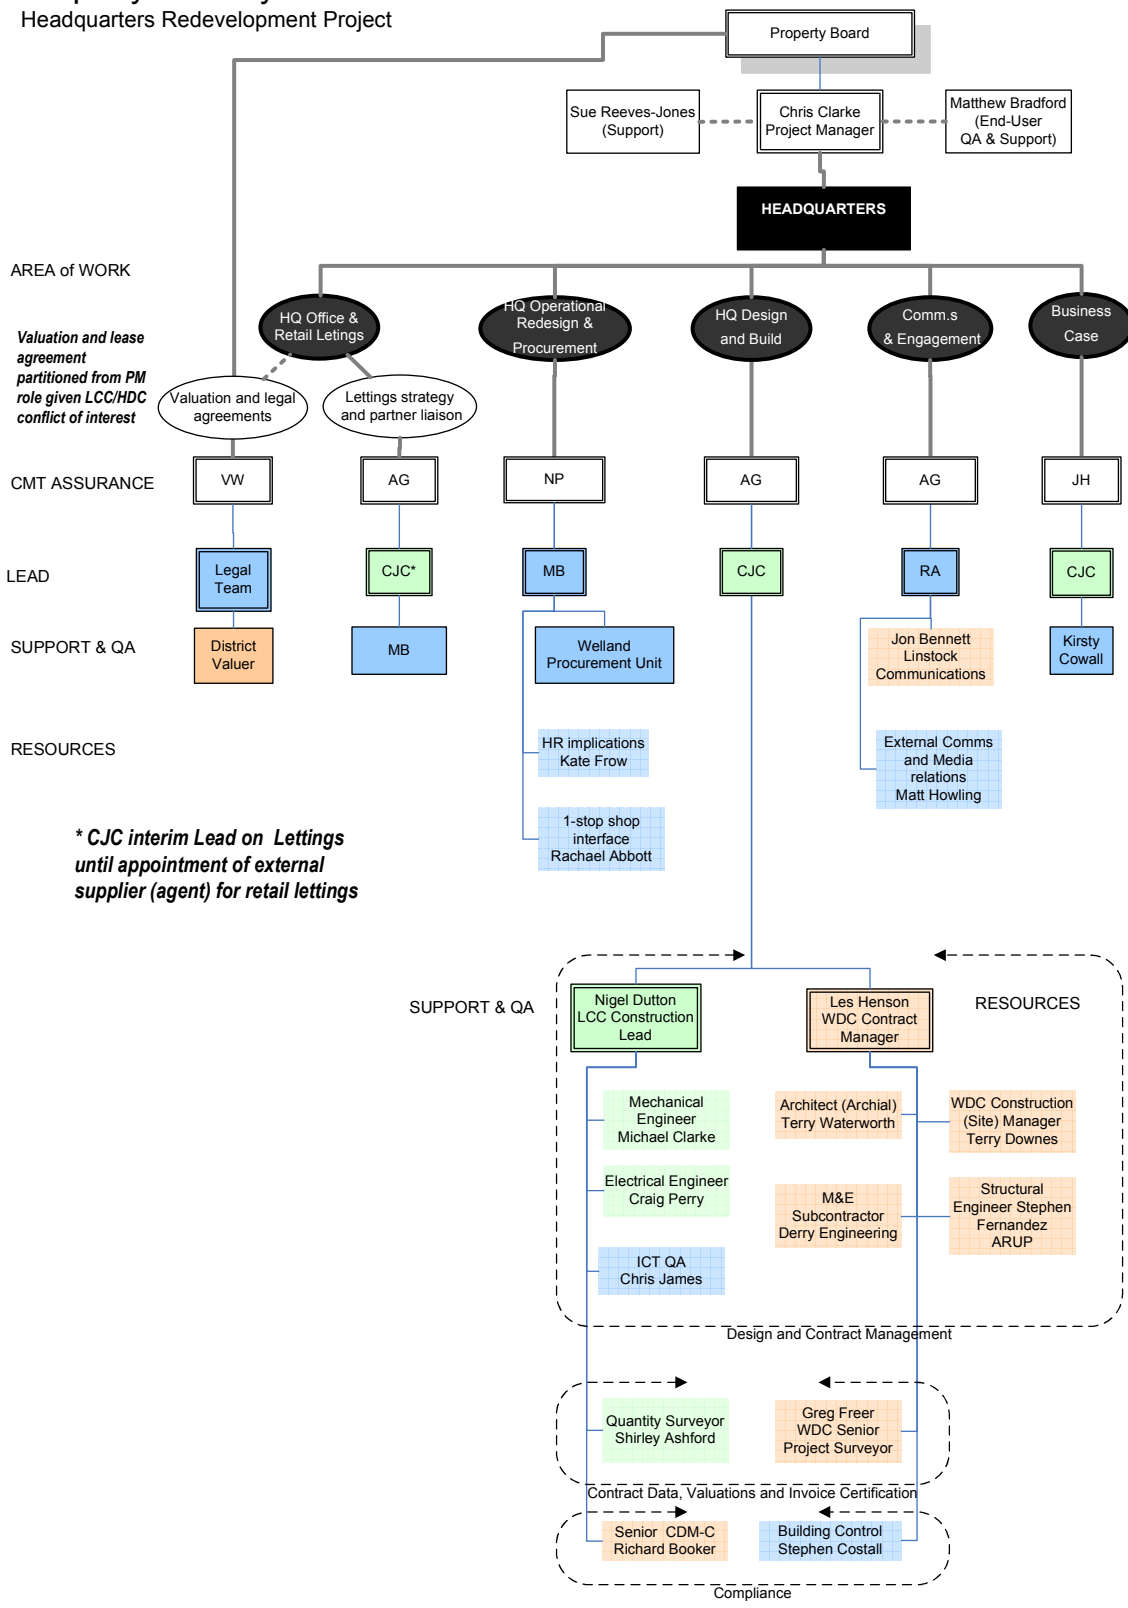 Headquarters Redevelopment Project
Property Board
Sue Reeves-Jones
(Support)
Chris Clarke
Project Manager
Matthew Bradford
(End-User
QA & Support)
HEADQUARTERS
AREA of WORK
HQ Office &
Retail Letings
HQ Operational
Redesign &
Procurement
HQ Design
and Build
Comm.s
& Engagement
Business
Case
Valuation and lease
agreement
partitioned from PM
role given LCC/HDC
conflict of interest
Valuation and legal
agreements
Lettings strategy
and partner liaison
CMT ASSURANCE
VW
AG
NP
AG
AG
JH
LEAD
Legal
Team
CJC*
MB
CJC
RA
CJC
SUPPORT & QA
District
Valuer
MB
Welland
Procurement Unit
Jon Bennett
Linstock
Communications
Kirsty
Cowall
RESOURCES
HR implications
Kate Frow
External Comms
and Media
relations
Matt Howling
1-stop shop
interface
Rachael Abbott
* CJC interim Lead on Lettings
until appointment of external
supplier (agent) for retail lettings
SUPPORT & QA
Nigel Dutton
LCC Construction
Lead
Les Henson
WDC Contract
Manager
RESOURCES
Mechanical
Engineer
Michael Clarke
Architect (Archial)
Terry Waterworth
WDC Construction
(Site) Manager
Terry Downes
Electrical Engineer
Craig Perry
M&E
Subcontractor
Derry Engineering
Structural
Engineer Stephen
Fernandez
ARUP
ICT QA
Chris James
Design and Contract Management
Quantity Surveyor
Shirley Ashford
Greg Freer
WDC Senior
Project Surveyor
Contract Data, Valuations and Invoice Certification
Senior CDM-C
Richard Booker
Building Control
Stephen Costall
Compliance